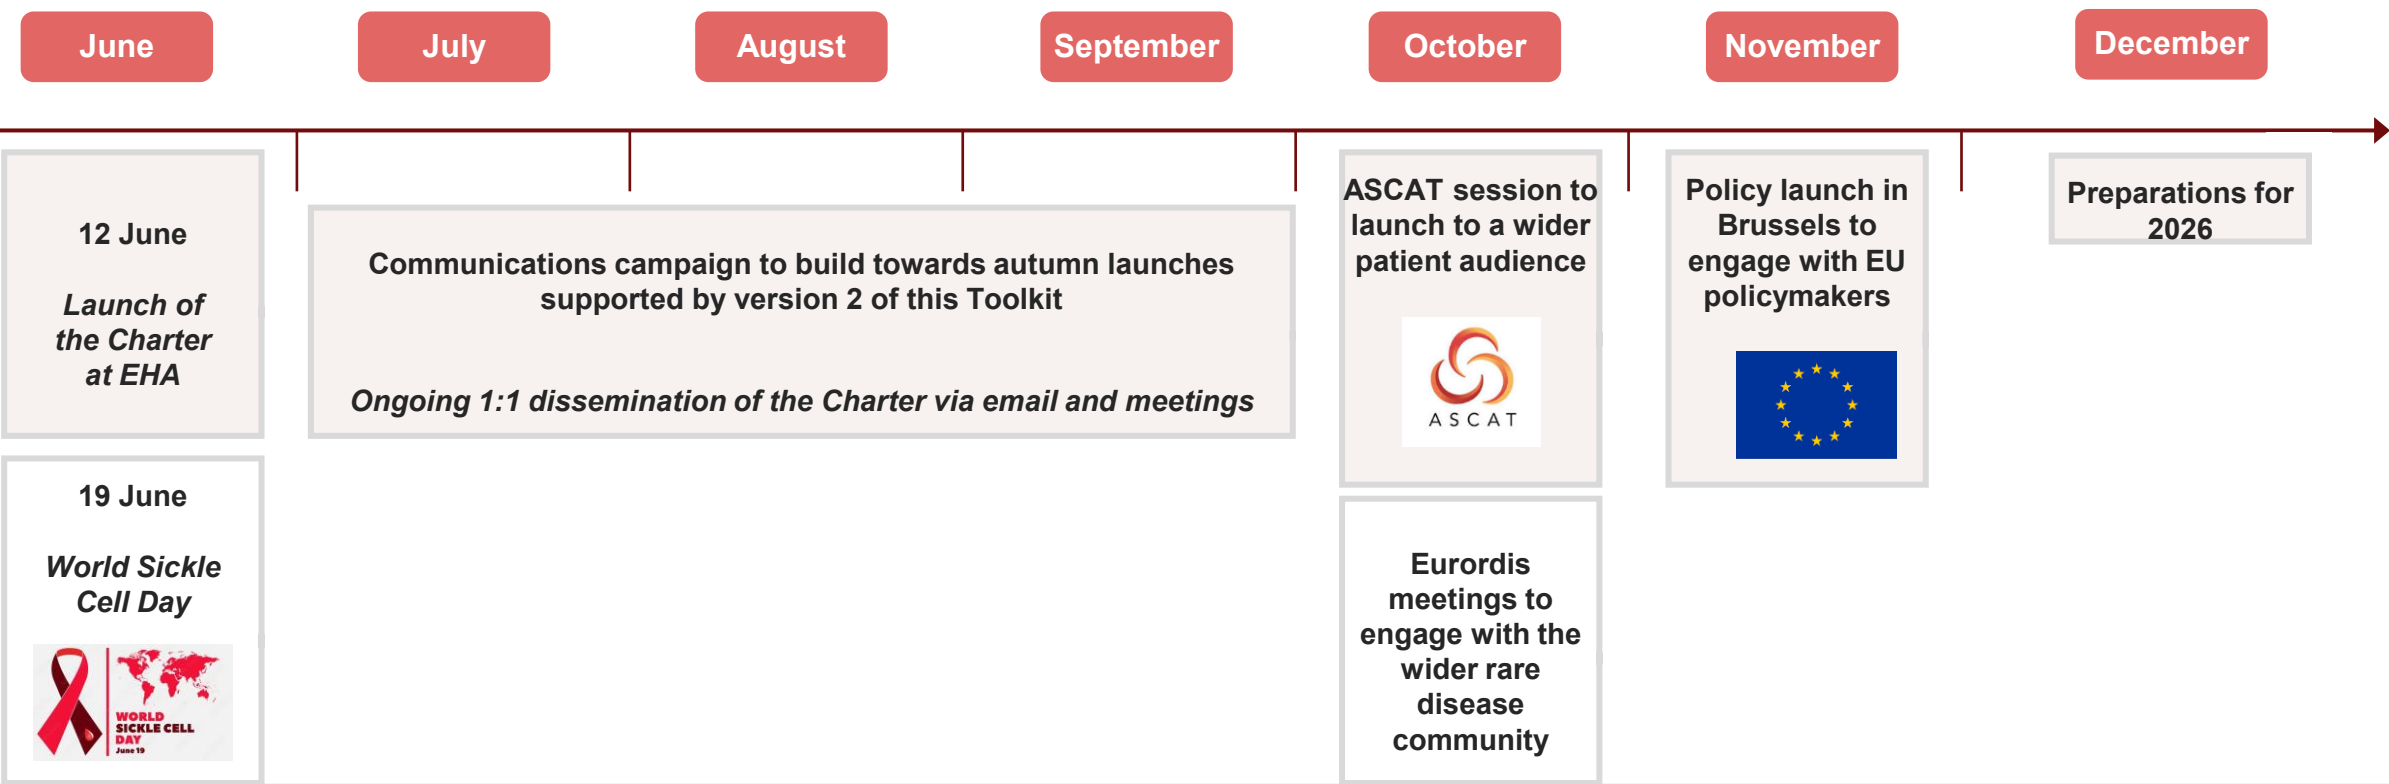 June
July
August
September
October
November
December
12 June
Launch of
the Charter
at EHA
19 June
World Sickle
Cell Day
WORLD
SICKLE CELL
DAY
June 19
Communications campaign to build towards autumn launches
supported by version 2 of this Toolkit
Ongoing 1:1 dissemination of the Charter via email and meetings
ASCAT session to
launch to a wider
patient audience
ASCAT
Eurordis
meetings to
engage with the
wider rare
disease
community
Policy launch in
Brussels to
engage with EU
policymakers
Preparations for
2026